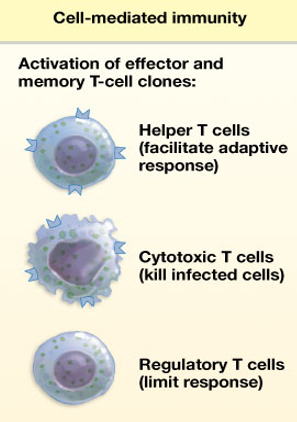 Cell-mediated immunity
Activation of effector and
memory T-cell clones:
Helper T cells
(facilitate adaptive
response)
Cytotoxic T cells
(kill infected cells)
Regulatory T cells
(limit response)